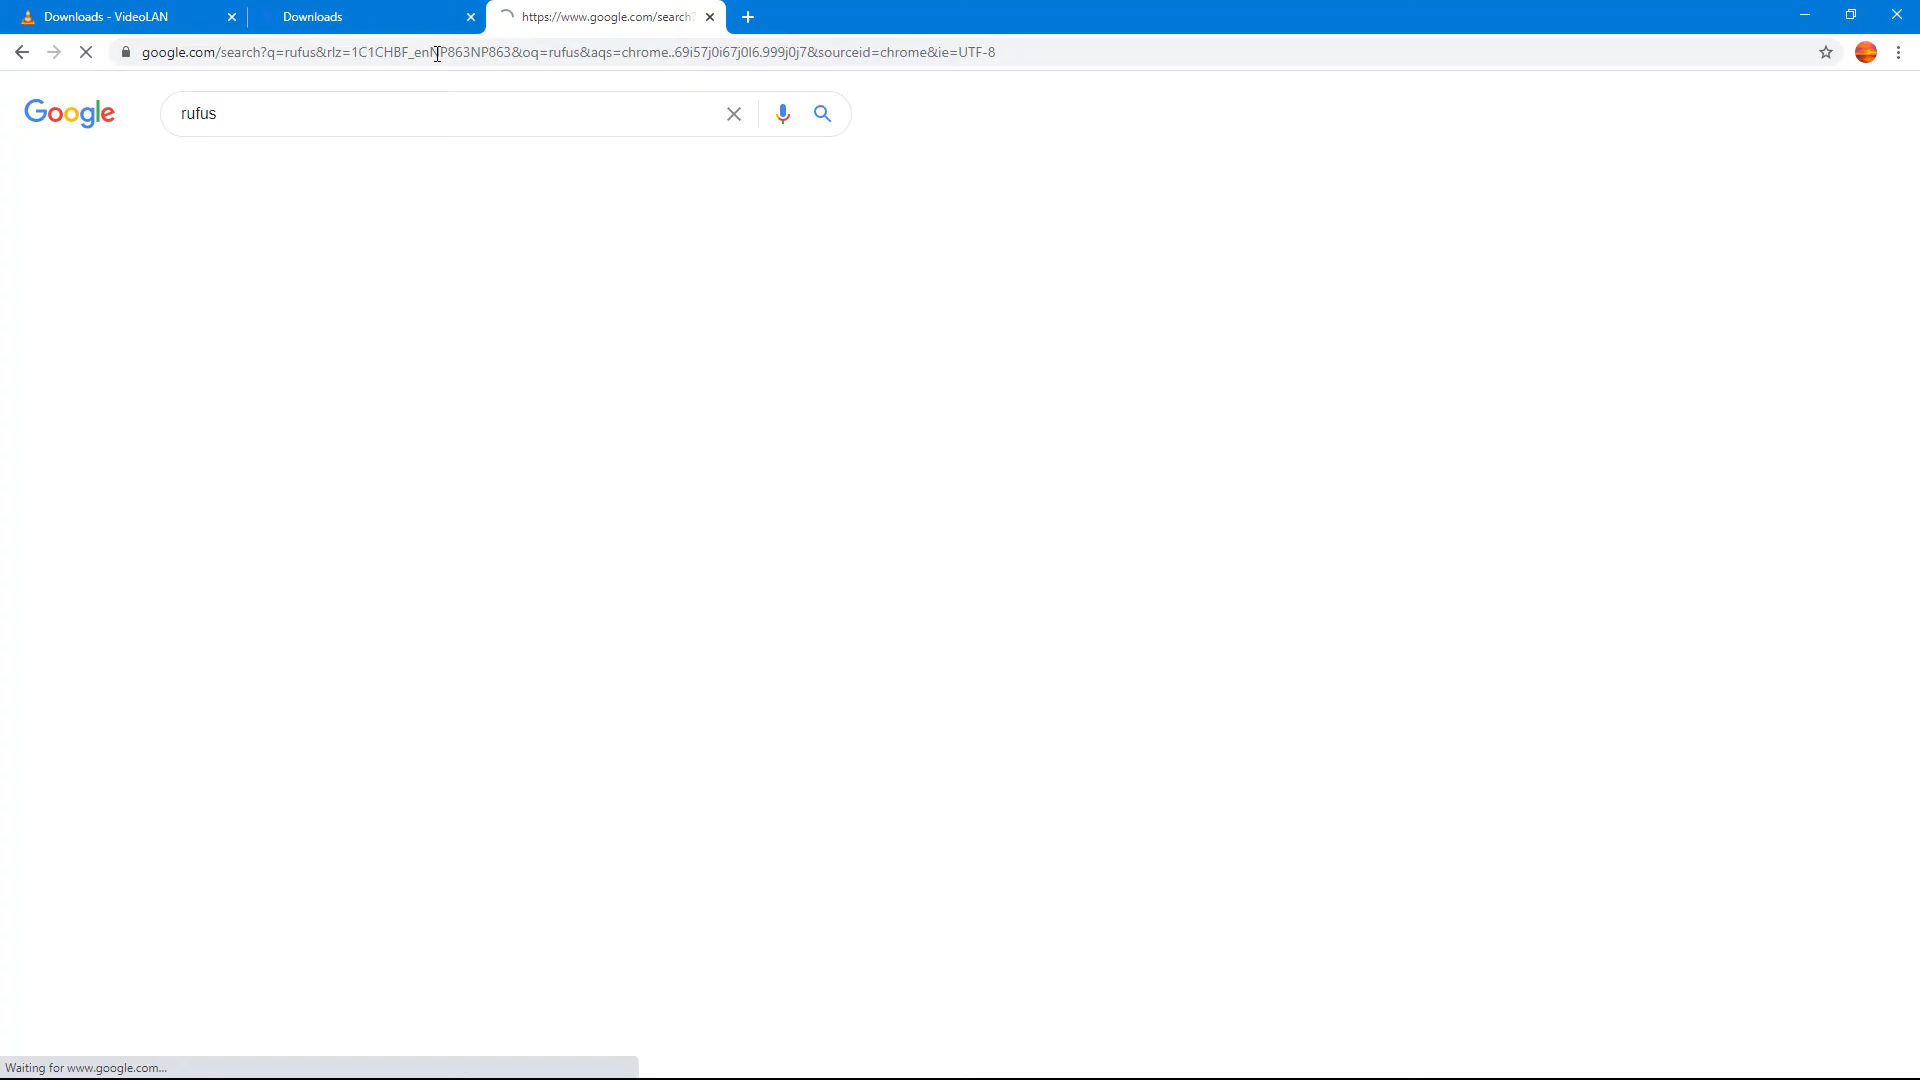 Downloads - VideoLAN
Downloads
https://www.google.com/search?
google.com/search?q=rufus&rlz=1C1CHBF_enNP863NP863&oq=rufus&aqs=chrome..69i57j0i67j0l6.999j0j7&sourceid=chrome&ie=UTF-8
Google
rufus
Waiting for www.google.com...